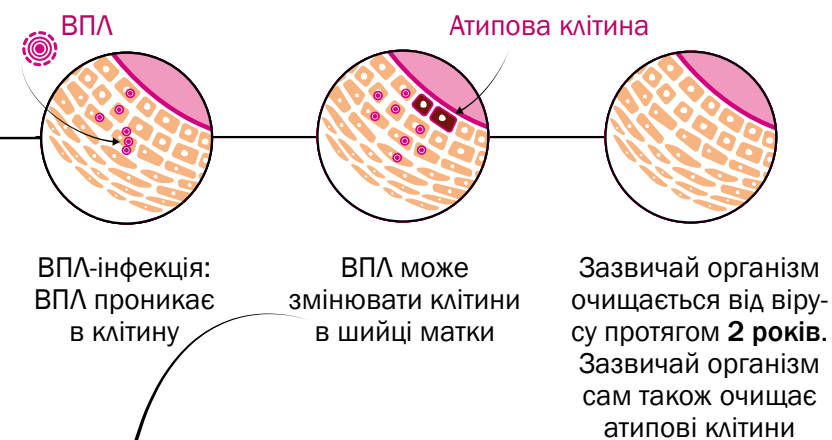 ВПЛ
Атипова клітина
ВПЛ-інфекція:
ВПЛ проникає
в клітину
ВПЛ може
змінювати клітини
в шийці матки
Зазвичай організм
очищається від віру-
су протягом 2 років.
Зазвичай організм
сам також очищає
атипові клітини